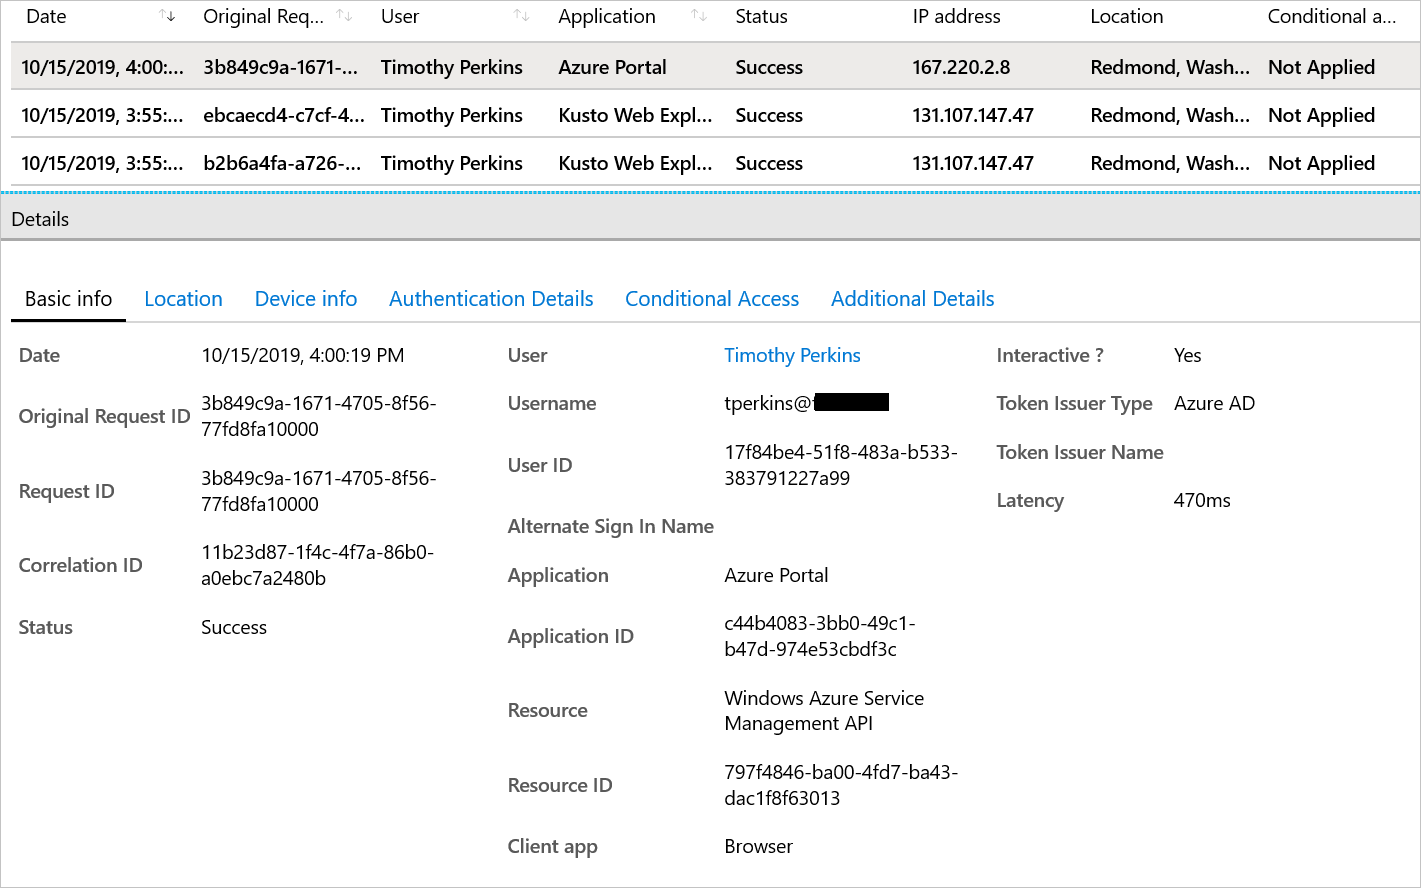 Date Original Req... User Application Status IP address Location Conditional a...
10/15/2019, 4:00:... 3b849c9a-1671-... Timothy Perkins Azure Portal Success 167.220.2.8 Redmond, Wash... Not Applied
10/15/2019, 3:55:... ebcaecd4-c7cf-4... Timothy Perkins Kusto Web Expl... Success 131.107.147.47 Redmond, Wash... Not Applied
10/15/2019, 3:55:... b2b6a4fa-a726-... Timothy Perkins Kusto Web Expl... Success 131.107.147.47 Redmond, Wash... Not Applied
Details
Basic info Location Device info Authentication Details Conditional Access Additional Details
Date 10/15/2019, 4:00:19 PM
Original Request ID 3b849c9a-1671-4705-8f56-
77fd8fa10000
Request ID 3b849c9a-1671-4705-8f56-
77fd8fa10000
Correlation ID 11b23d87-1f4c-4f7a-86b0-
a0ebc7a2480b
Status Success
User Timothy Perkins
Username tperkins@
User ID 17f84be4-51f8-483a-b533-
383791227a99
Alternate Sign In Name
Application Azure Portal
Application ID c44b4083-3bb0-49c1-
b47d-974e53cbdf3c
Resource Windows Azure Service
Management API
Resource ID 797f4846-ba00-4fd7-ba43-
dac1f8f63013
Client app Browser
Interactive ? Yes
Token Issuer Type Azure AD
Token Issuer Name
Latency 470ms